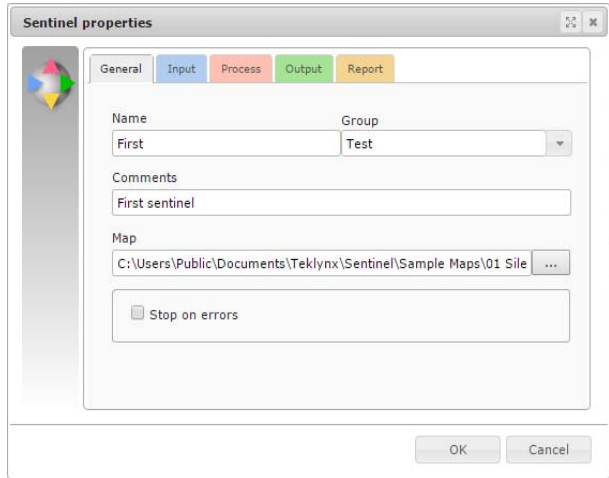 Sentinel properties
General Input Process Output Report
Name Group
First Test
Comments
First sentinel
Map
C:\Users\Public\Documents\Teklynx\Sentinel\Sample Maps\01 Sile ...
Stop on errors
OK Cancel